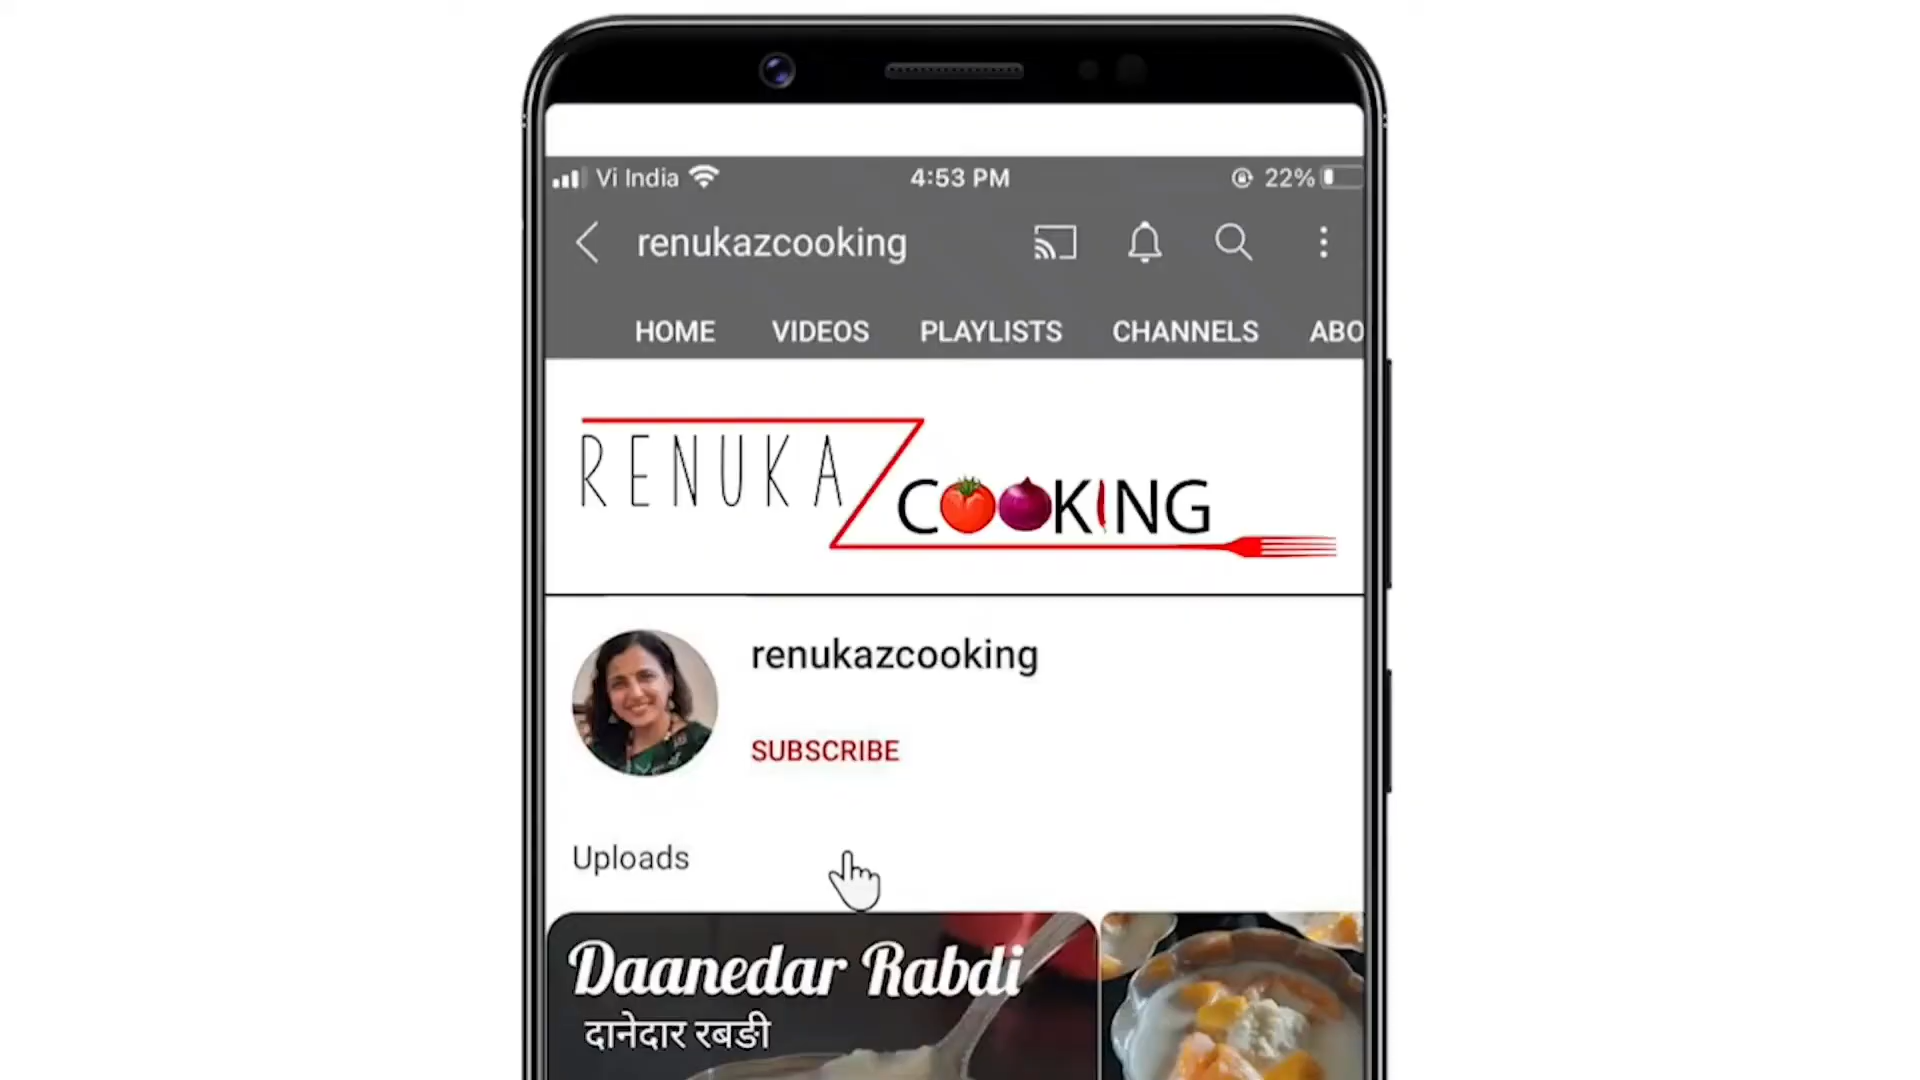 Vi India 4:53 PM 22%
renukazcooking
HOME VIDEOS PLAYLISTS CHANNELS ABO
RENUKA
Z COOKING
renukazcooking
SUBSCRIBE
Uploads
Daanedar Rabdi
दानेदार रबङी